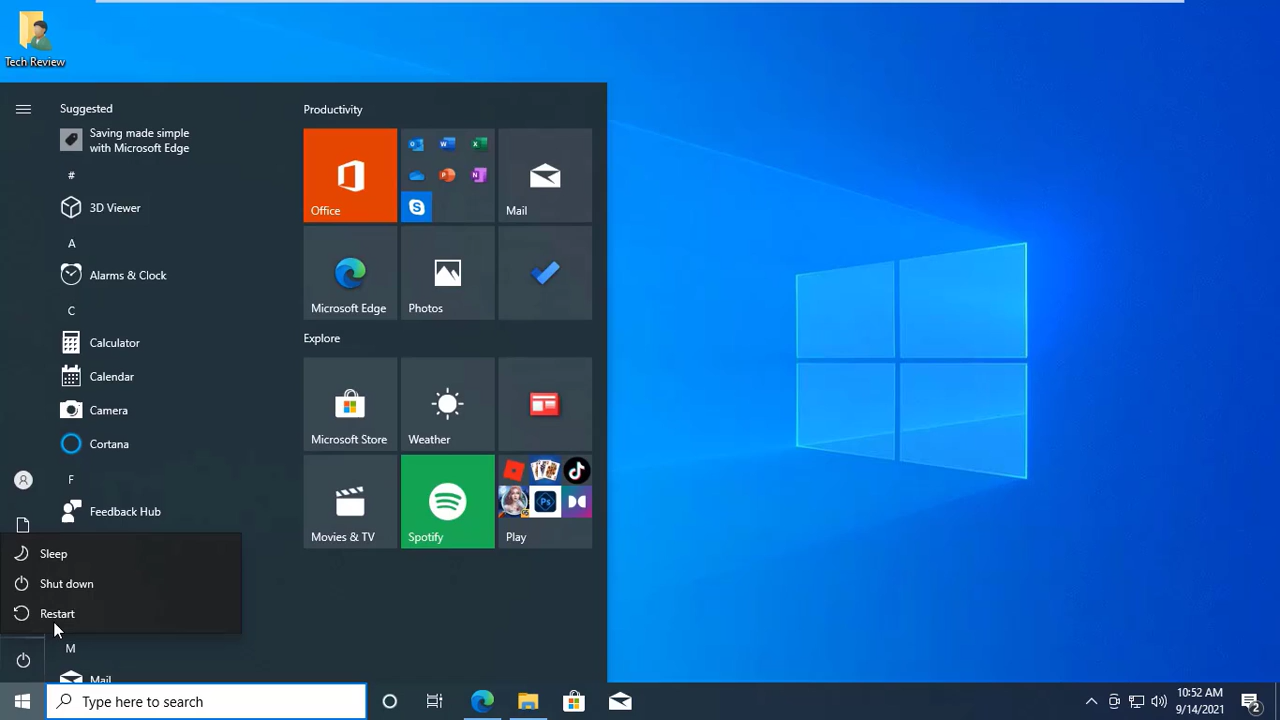 Tech Review
Suggested
Saving made simple
with Microsoft Edge
#
3D Viewer
A
Alarms & Clock
C
Calculator
Calendar
Camera
Cortana
F
Feedback Hub
Sleep
Shut down
Restart
M
Mail
Productivity
Office
Mail
Microsoft Edge
Photos
Explore
Microsoft Store
Weather
Movies & TV
Spotify
Play
Type here to search
10:52 AM
9/14/2021
2